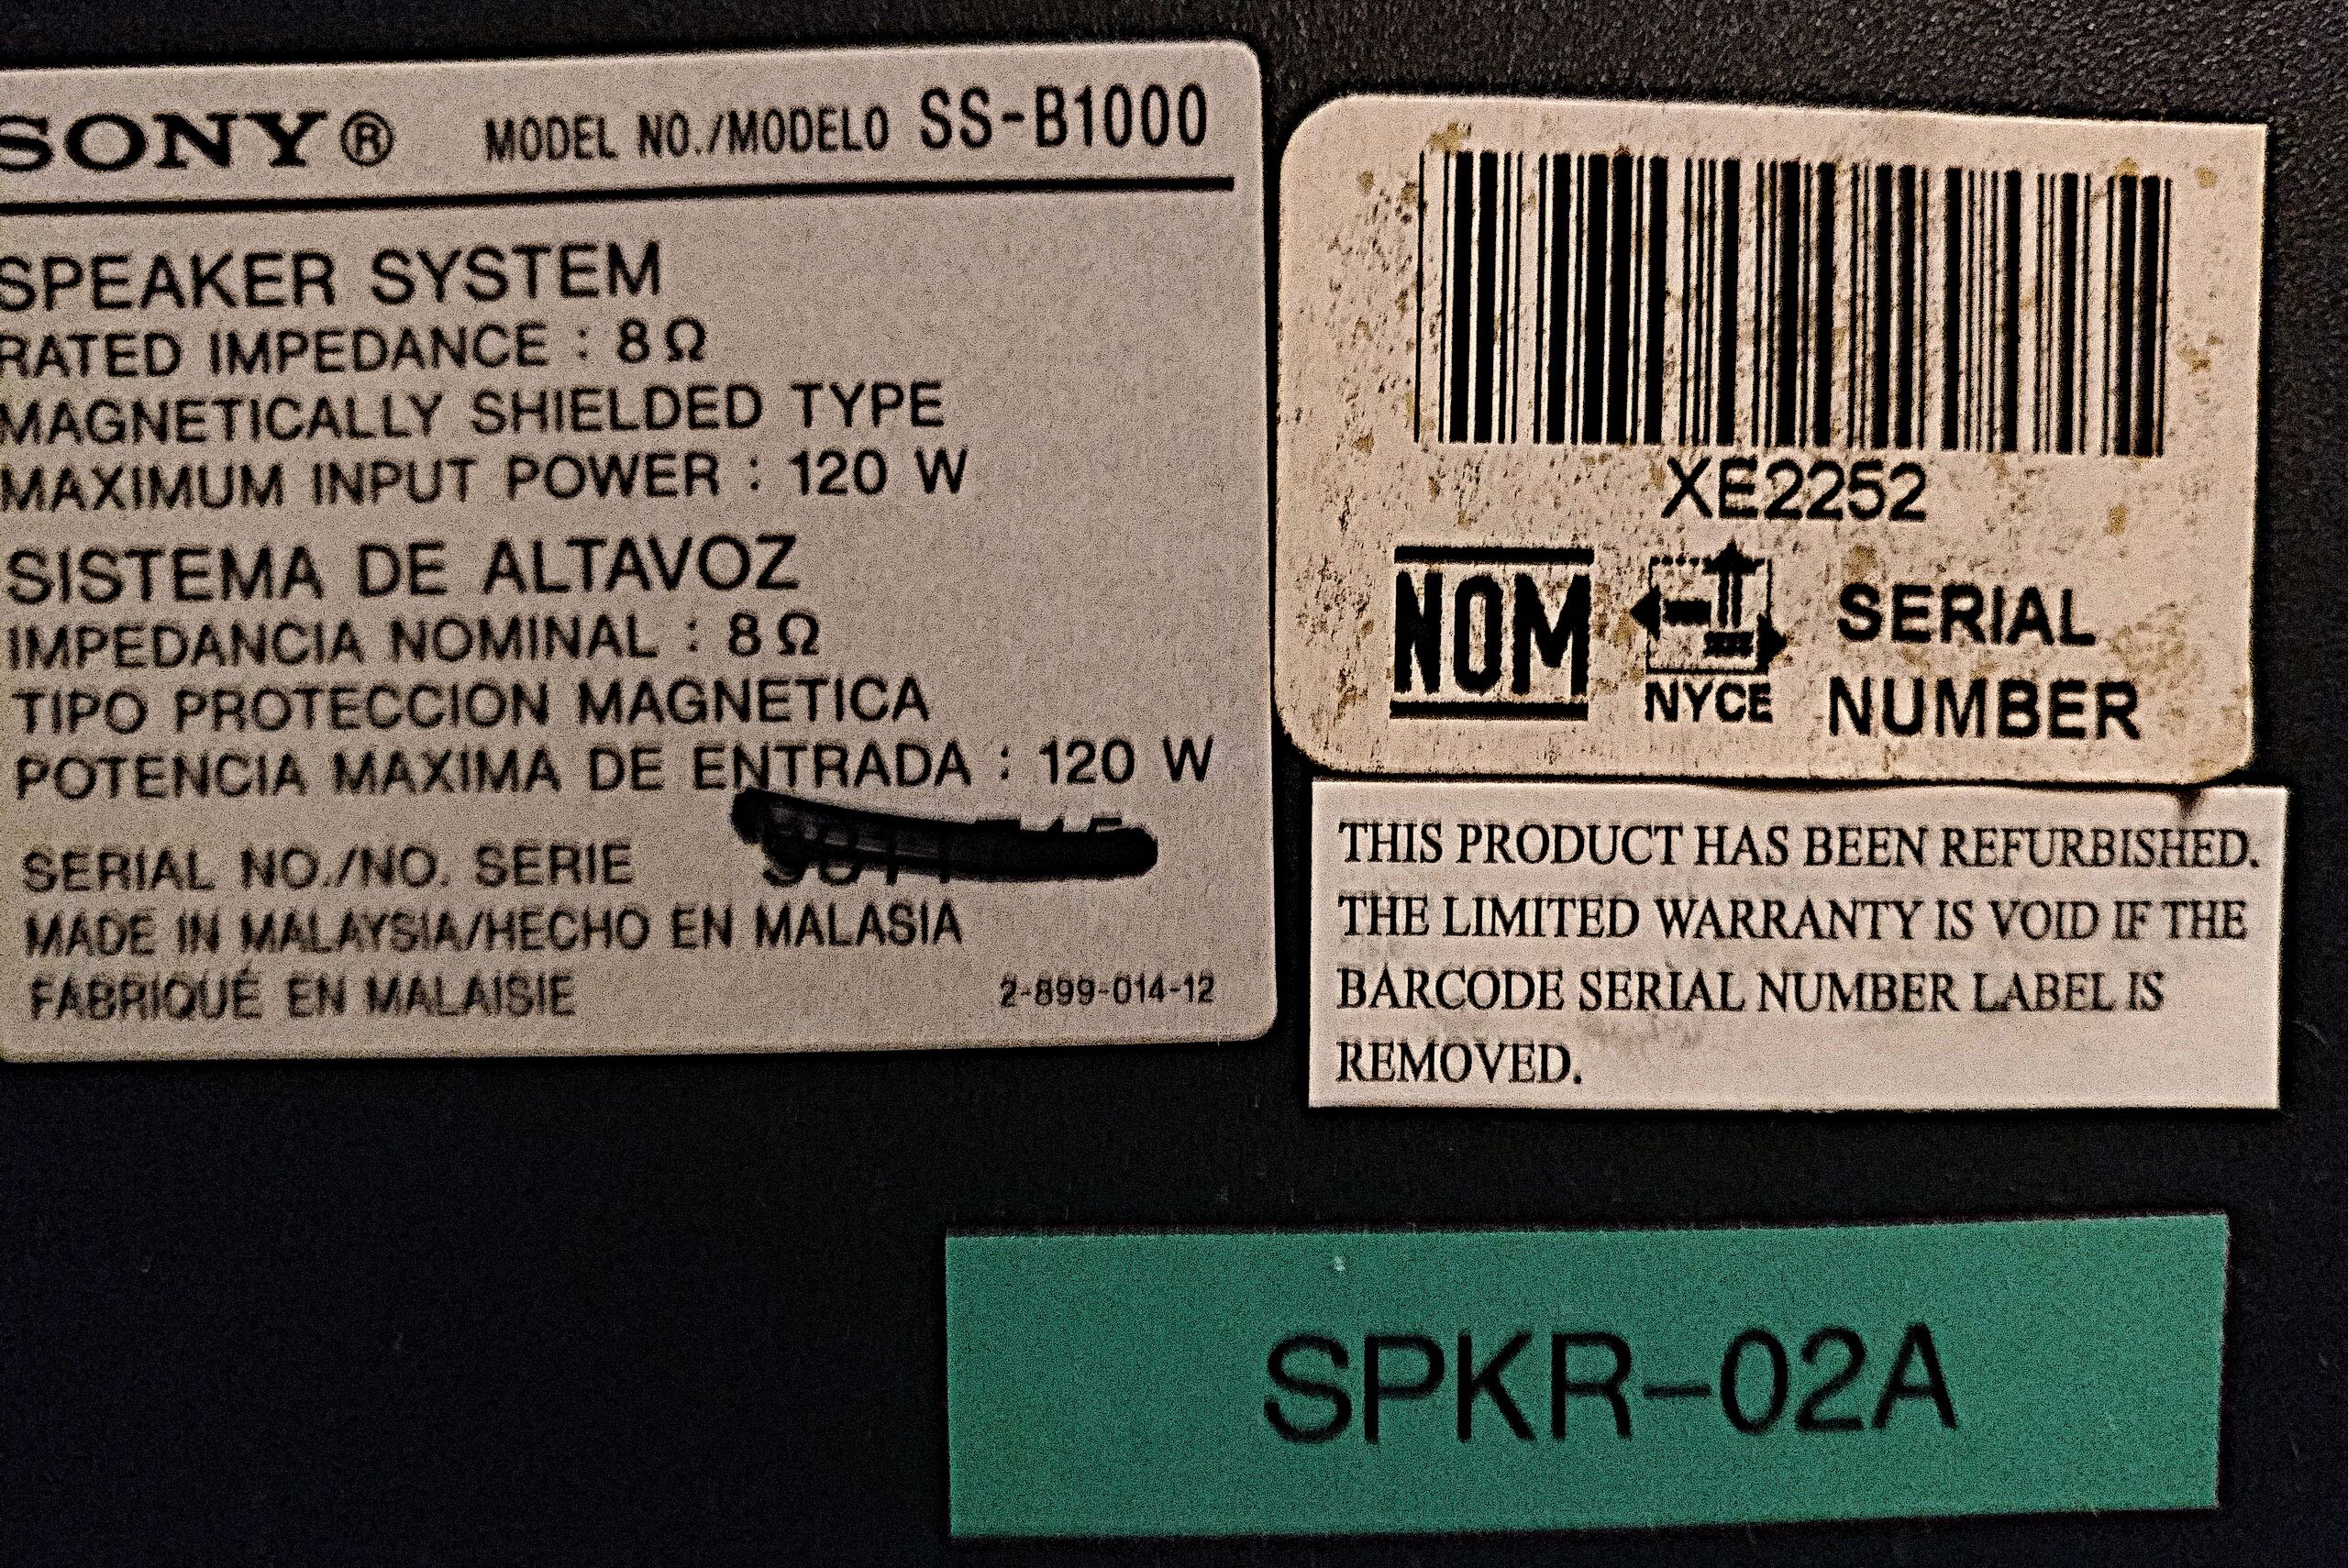 SONY® MODEL NO./MODELO SS-B1000
SPEAKER SYSTEM
RATED IMPEDANCE : 8Ω
MAGNETICALLY SHIELDED TYPE
MAXIMUM INPUT POWER : 120 W
SISTEMA DE ALTAVOZ
IMPEDANCIA NOMINAL : 8Ω
TIPO PROTECCION MAGNETICA
POTENCIA MAXIMA DE ENTRADA : 120 W
SERIAL NO./NO. SERIE
MADE IN MALAYSIA/HECHO EN MALASIA
FABRIQUÉ EN MALAISIE
2-899-014-12
XE2252
NOM
NYCE
SERIAL
NUMBER
THIS PRODUCT HAS BEEN REFURBISHED.
THE LIMITED WARRANTY IS VOID IF THE
BARCODE SERIAL NUMBER LABEL IS
REMOVED.
SPKR-02A